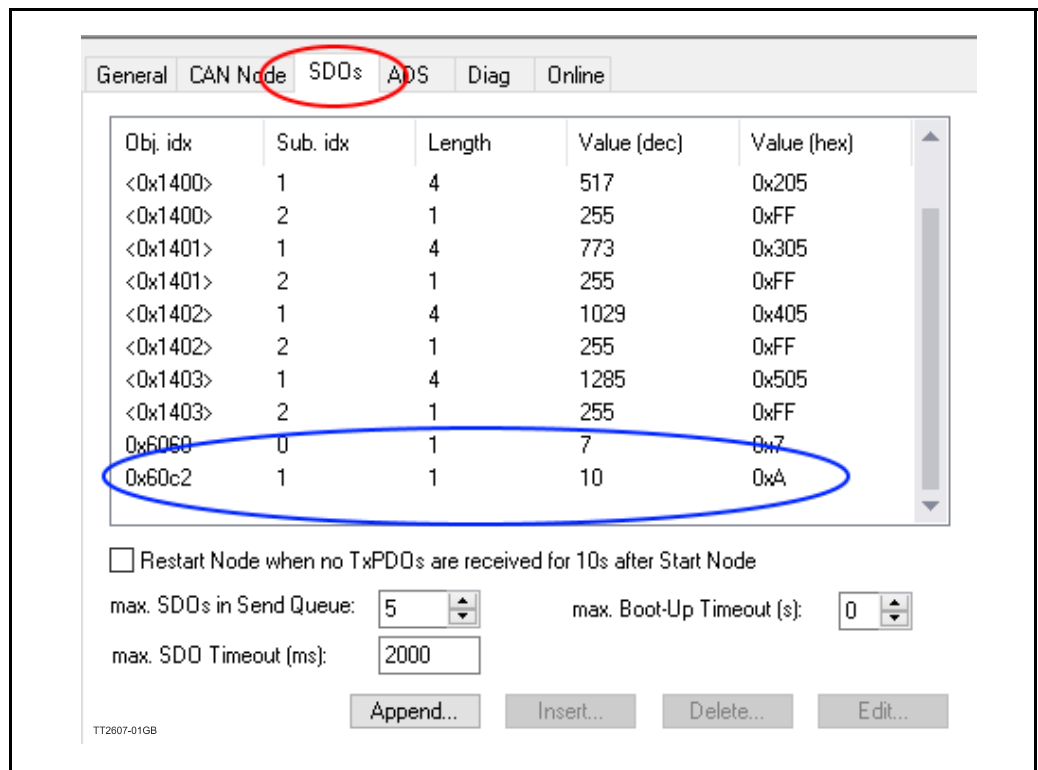 General CAN Node SDOs ADS Diag Online
Obj. idx Sub. idx Length Value (dec) Value (hex)
<0x1400> 1 4 517 0x205
<0x1400> 2 1 255 0xFF
<0x1401> 1 4 773 0x305
<0x1401> 2 1 255 0xFF
<0x1402> 1 4 1029 0x405
<0x1402> 2 1 255 0xFF
<0x1403> 1 4 1285 0x505
<0x1403> 2 1 255 0xFF
0x6060 0 1 7 0x7
0x60c2 1 1 10 0xA
Restart Node when no TxPDOs are received for 10s after Start Node
max. SDOs in Send Queue: 5 max. Boot-Up Timeout (s): 0
max. SDO Timeout (ms): 2000
Append... Insert... Delete... Edit...
TT2607-01GB